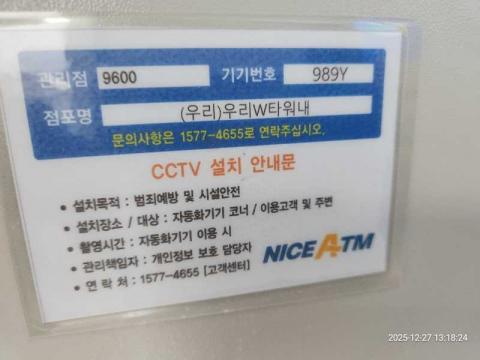 관리점 9600 기기번호 989Y
점포명 (우리)우리W타워내
문의사항은 1577-4655로 연락주십시오.
CCTV 설치 안내문
• 설치목적 : 범죄예방 및 시설안전
• 설치장소 / 대상 : 자동화기기 코너 / 이용고객 및 주변
• 촬영시간 : 자동화기기 이용 시
• 관리책임자 : 개인정보 보호 담당자
• 연 락 처 : 1577-4655 [고객센터]
NICE ATM
2025-12-27 13:18:24